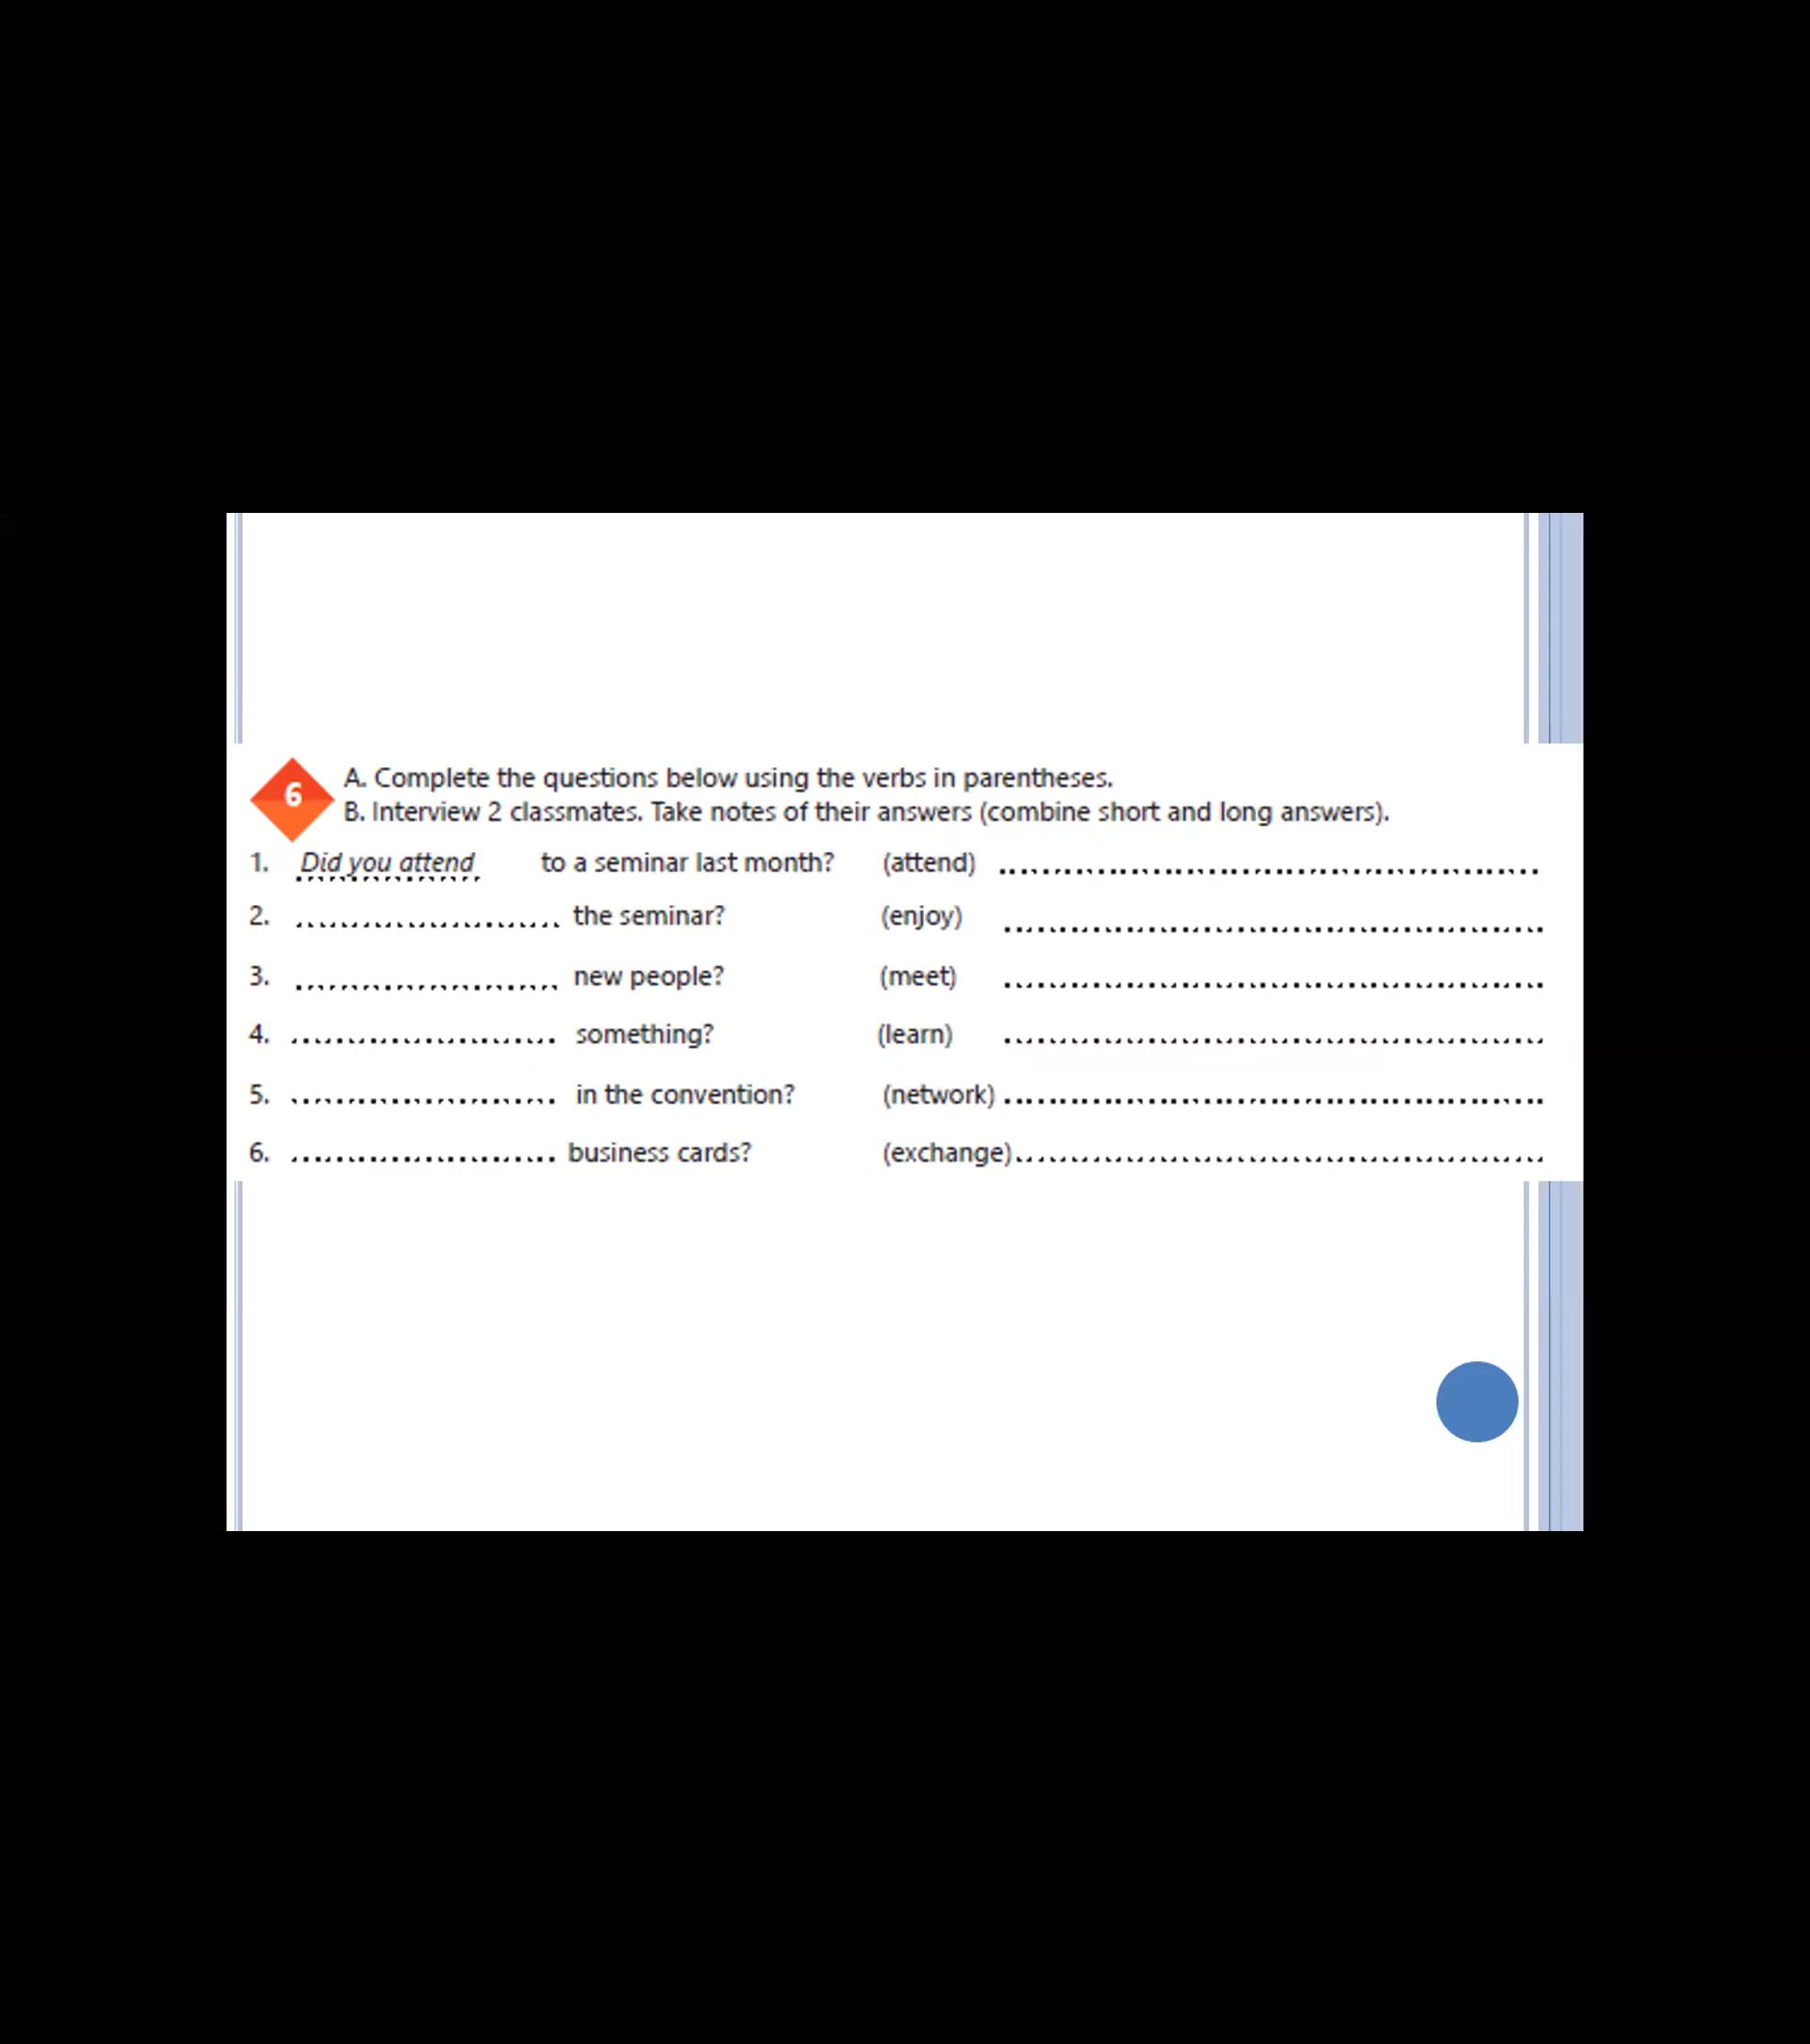 6
A. Complete the questions below using the verbs in parentheses.
B. Interview 2 classmates. Take notes of their answers (combine short and long answers).
1. Did you attend to a seminar last month? (attend) ................................................
2. ........................ the seminar? (enjoy) ................................................
3. ........................ new people? (meet) ................................................
4. ........................ something? (learn) ................................................
5. ........................ in the convention? (network) ................................................
6. ........................ business cards? (exchange) ................................................